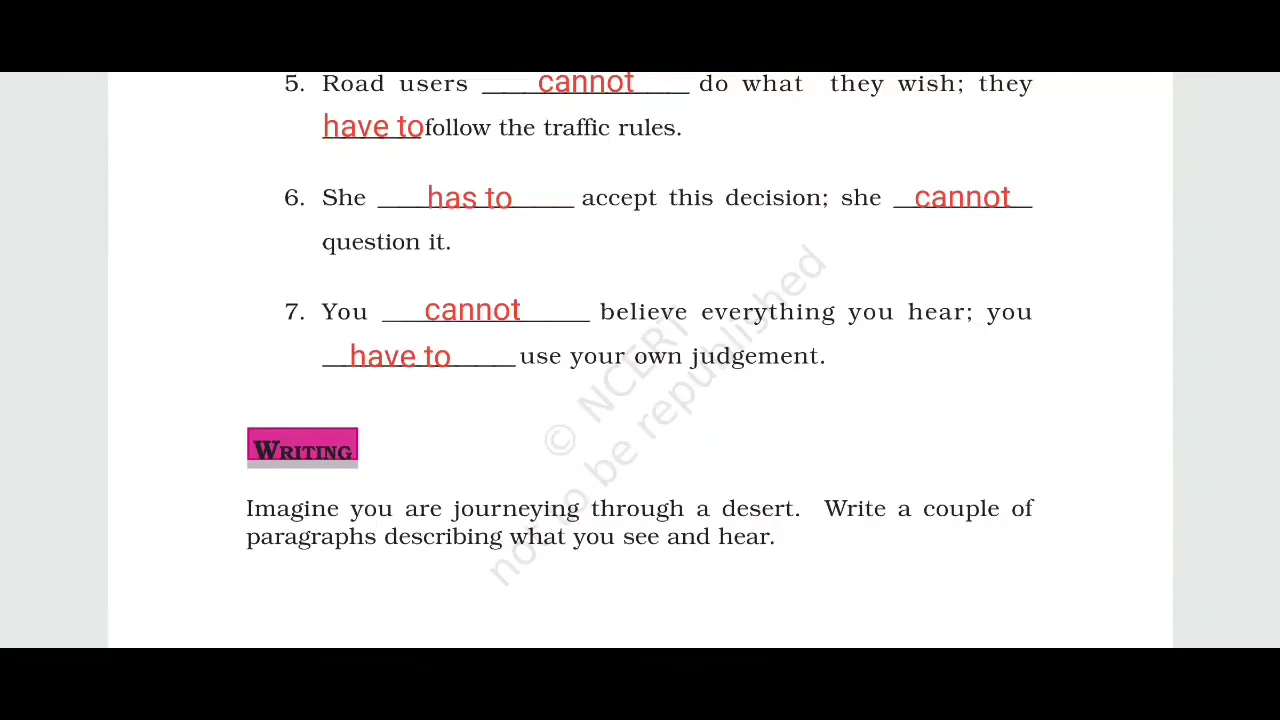 5. Road users cannot do what they wish; they
have to follow the traffic rules.
6. She has to accept this decision; she cannot
question it.
7. You cannot believe everything you hear; you
have to use your own judgement.
WRITING
Imagine you are journeying through a desert. Write a couple of
paragraphs describing what you see and hear.
© NCERT
not to be republished